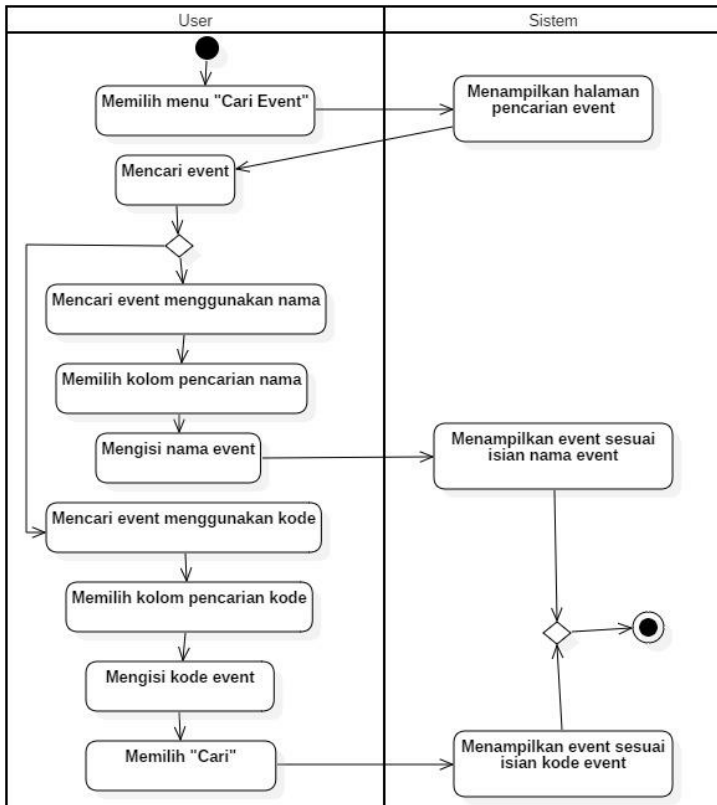 User
Sistem
Memilih menu "Cari Event"
Menampilkan halaman
pencarian event
Mencari event
Mencari event menggunakan nama
Memilih kolom pencarian nama
Mengisi nama event
Menampilkan event sesuai
isian nama event
Mencari event menggunakan kode
Memilih kolom pencarian kode
Mengisi kode event
Memilih "Cari"
Menampilkan event sesuai
isian kode event